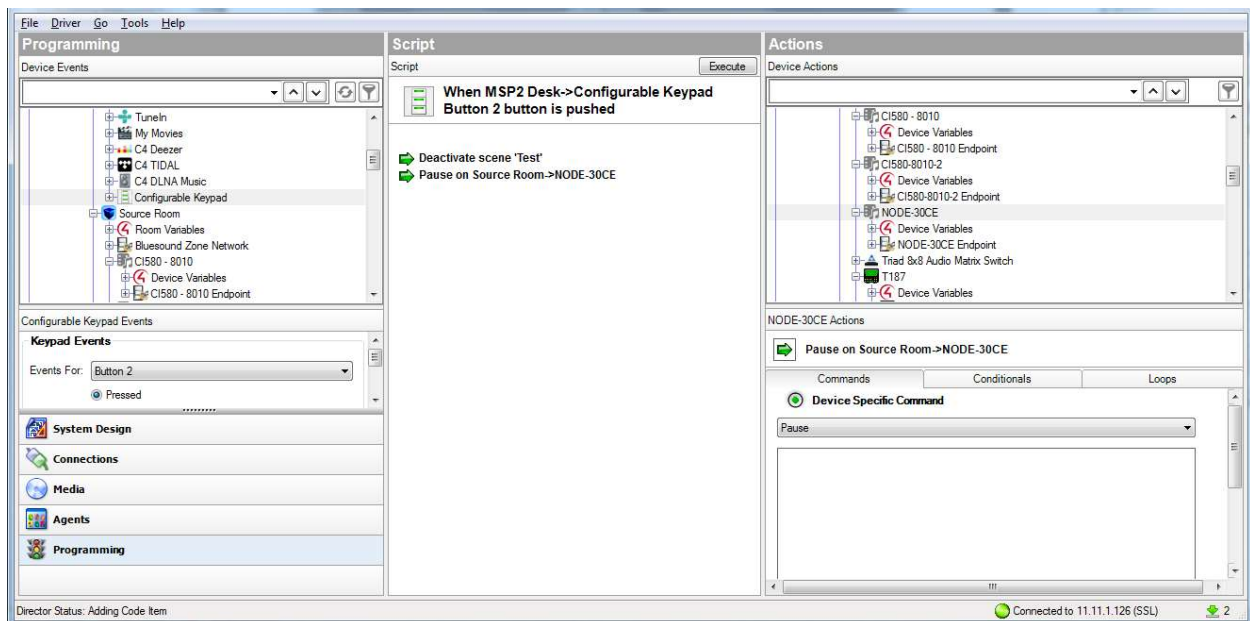 File Driver Go Tools Help
Programming
Device Events
TuneIn
My Movies
C4 Deezer
C4 TIDAL
C4 DLNA Music
Configurable Keypad
Source Room
Room Variables
Bluesound Zone Network
CI580 - 8010
Device Variables
CI580 - 8010 Endpoint
Configurable Keypad Events
Keypad Events
Events For: Button 2
Pressed
System Design
Connections
Media
Agents
Programming
Script
Script Execute
When MSP2 Desk->Configurable Keypad
Button 2 button is pushed
Deactivate scene 'Test'
Pause on Source Room->NODE-30CE
Actions
Device Actions
CI580 - 8010
Device Variables
CI580 - 8010 Endpoint
CI580-8010-2
Device Variables
CI580-8010-2 Endpoint
NODE-30CE
Device Variables
NODE-30CE Endpoint
Triad 8x8 Audio Matrix Switch
T187
Device Variables
NODE-30CE Actions
Pause on Source Room->NODE-30CE
Commands Conditionals Loops
Device Specific Command
Pause
Director Status: Adding Code Item Connected to 11.11.1.126 (SSL) 2